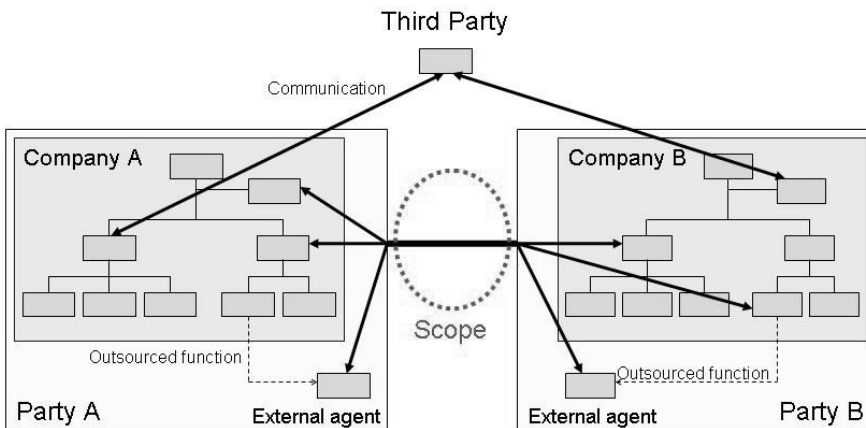 Third Party
Communication
Company A
Company B
Scope
Outsourced function
Outsourced function
Party A
External agent
External agent
Party B